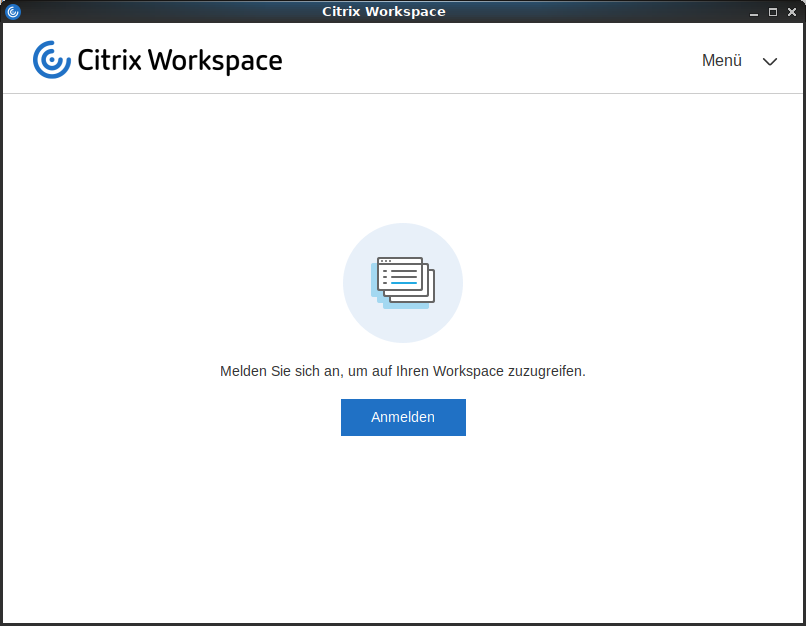 Citrix Workspace
Citrix Workspace
Menü
Melden Sie sich an, um auf Ihren Workspace zuzugreifen.
Anmelden